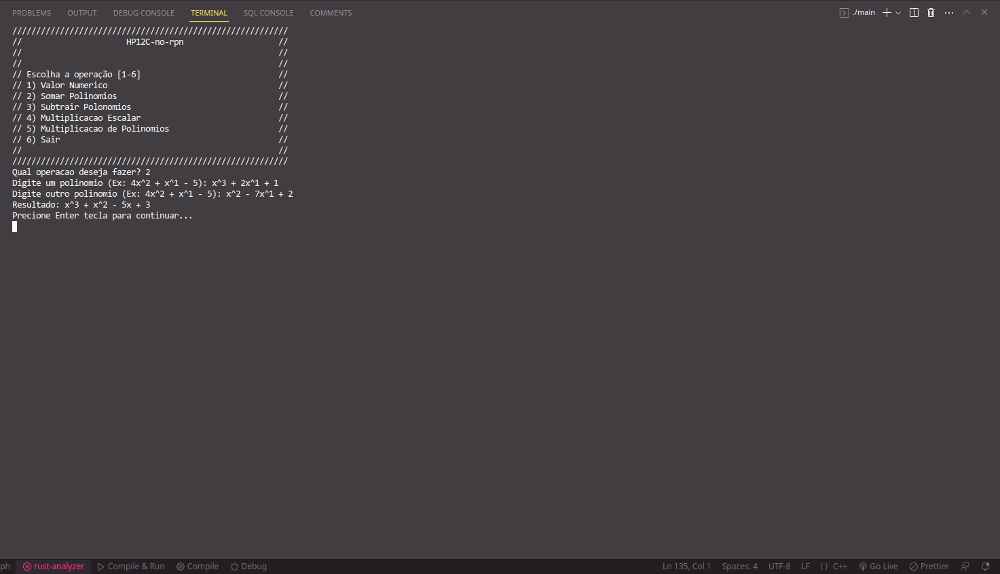 PROBLEMS OUTPUT DEBUG CONSOLE TERMINAL SQL CONSOLE COMMENTS ./main
//////////////////////////////////////////////////////////
// HP12C-no-rpn //
// //
// //
// Escolha a operação [1-6] //
// 1) Valor Numerico //
// 2) Somar Polinomios //
// 3) Subtrair Polonomios //
// 4) Multiplicacao Escalar //
// 5) Multiplicacao de Polinomios //
// 6) Sair //
// //
//////////////////////////////////////////////////////////
Qual operacao deseja fazer? 2
Digite um polinomio (Ex: 4x^2 + x^1 - 5): x^3 + 2x^1 + 1
Digite outro polinomio (Ex: 4x^2 + x^1 - 5): x^2 - 7x^1 + 2
Resultado: x^3 + x^2 - 5x + 3
Precione Enter tecla para continuar...
ph rust-analyzer Compile & Run Compile Debug Ln 135, Col 1 Spaces: 4 UTF-8 LF {} C++ Go Live Prettier